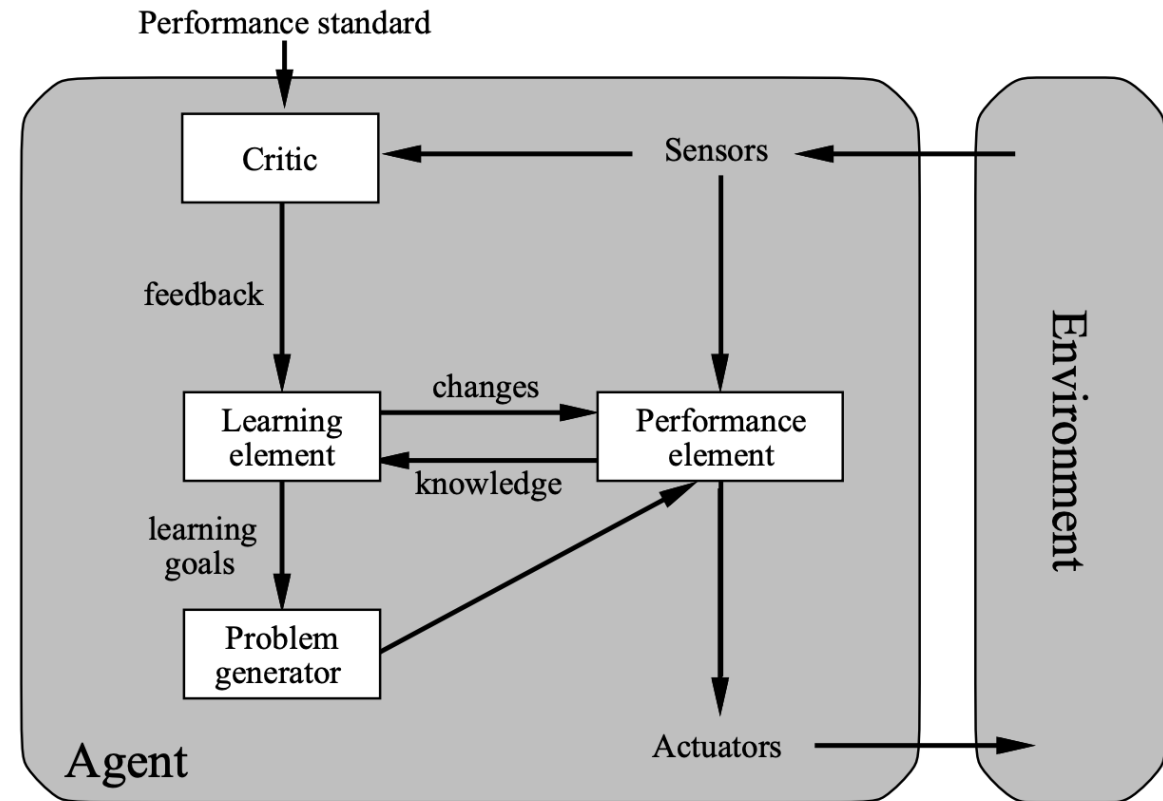 Performance standard
Critic
Sensors
feedback
changes
Learning
element
Performance
element
knowledge
learning
goals
Problem
generator
Agent
Actuators
Environment